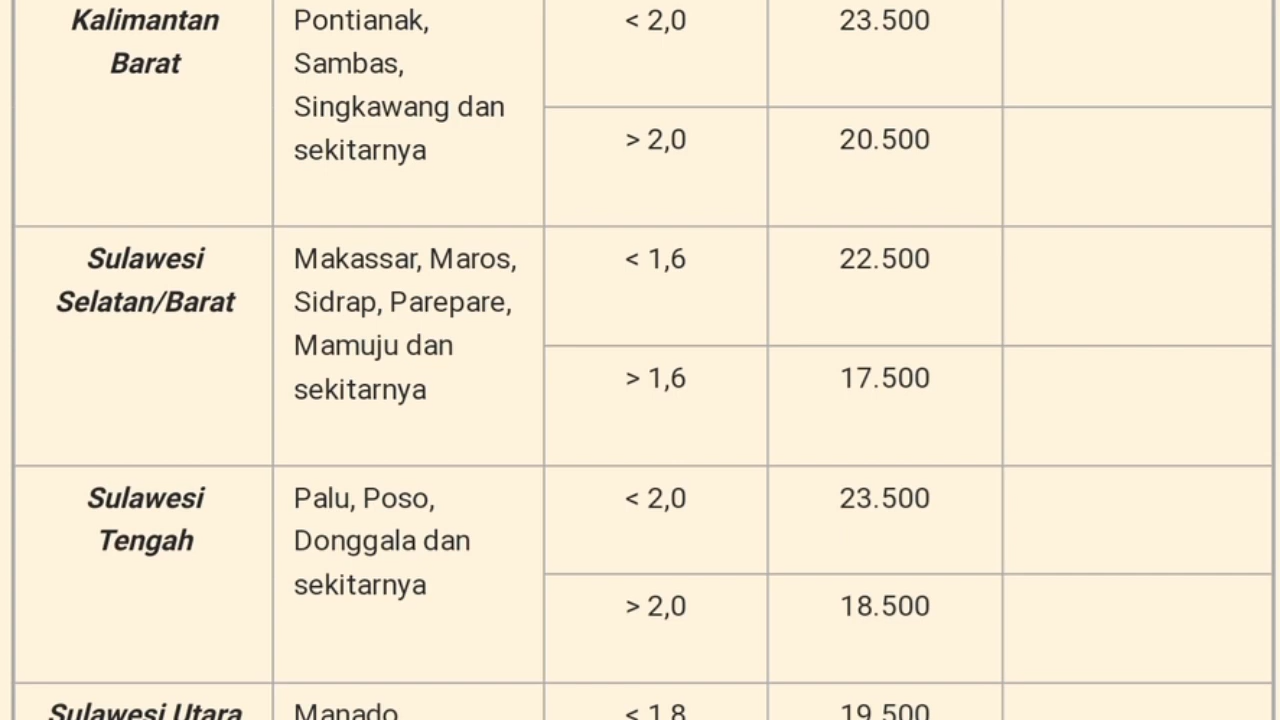 Kalimantan
Barat
Pontianak,
Sambas,
Singkawang dan
sekitarnya
< 2,0
23.500
> 2,0
20.500
Sulawesi
Selatan/Barat
Makassar, Maros,
Sidrap, Parepare,
Mamuju dan
sekitarnya
< 1,6
22.500
> 1,6
17.500
Sulawesi
Tengah
Palu, Poso,
Donggala dan
sekitarnya
< 2,0
23.500
> 2,0
18.500
Sulawesi Utara
Manado
< 1,8
19.500